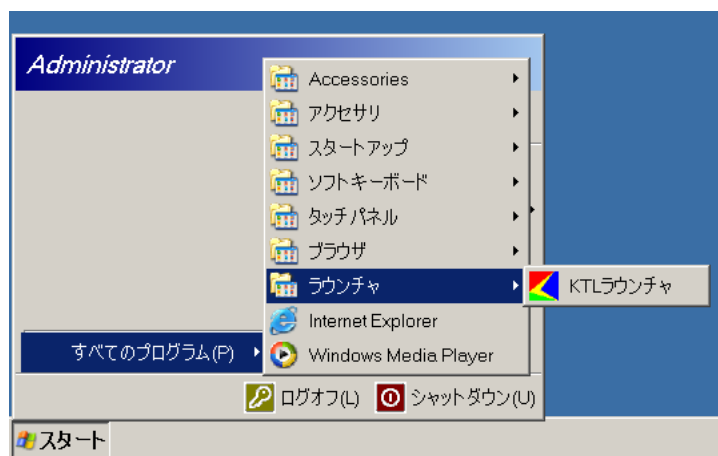 Administrator
Accessories
アクセサリ
スタートアップ
ソフトキーボード
タッチパネル
ブラウザ
ラウンチャ
KTLラウンチャ
Internet Explorer
すべてのプログラム(P)
Windows Media Player
ログオフ(L)
シャットダウン(U)
スタート